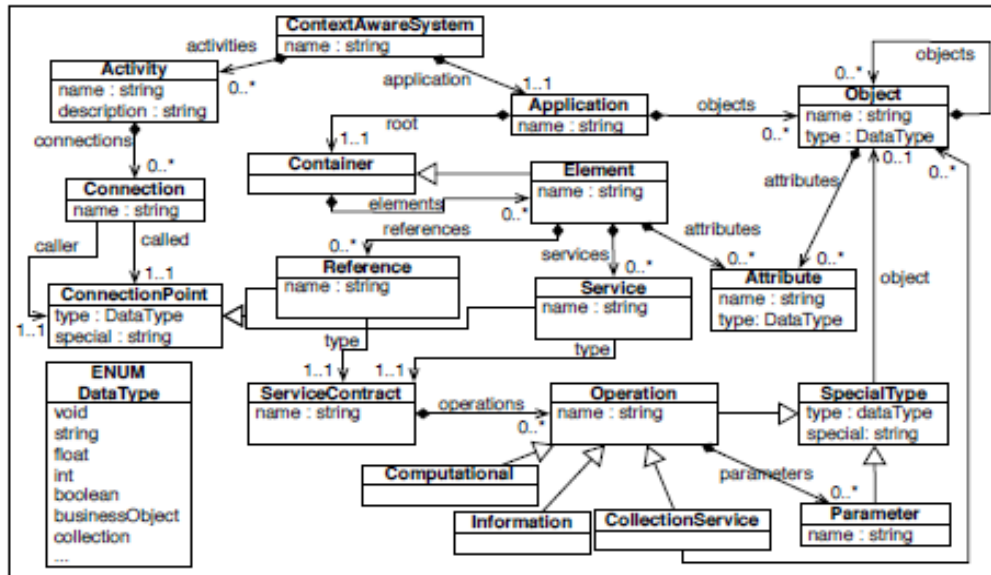 ContextAwareSystem
name : string
activities
application
0..*
1..1
Activity
name : string
description : string
connections
0..*
Application
name : string
root
1..1
objects
0..*
objects
0..*
Object
name : string
type : DataType
0..1
0..*
attributes
0..*
Container
elements
0..*
Element
name : string
references
0..*
services
0..*
attributes
0..*
Connection
name : string
caller
called
1..1
1..1
ConnectionPoint
type : DataType
special : string
Reference
name : string
Service
name : string
Attribute
name : string
type: DataType
object
type
1..1
type
1..1
ENUM
DataType
void
string
float
int
boolean
businessObject
collection
...
ServiceContract
name : string
operations
0..*
Operation
name : string
SpecialType
type : dataType
special: string
Computational
Information
CollectionService
parameters
0..*
Parameter
name : string